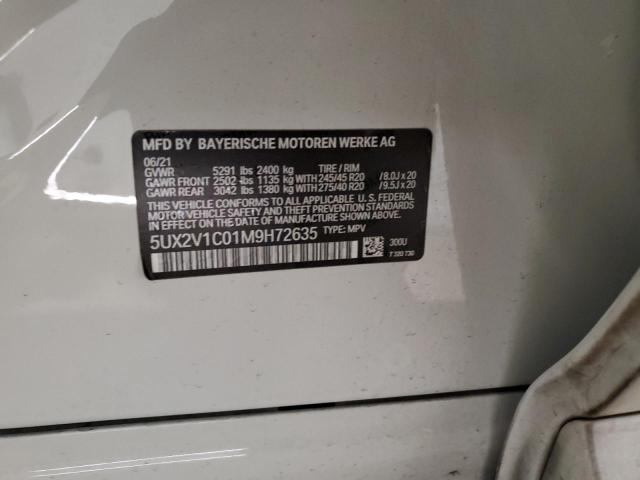 MFD BY BAYERISCHE MOTOREN WERKE AG
06/21
GVWR 5291 lbs 2400 kg TIRE / RIM
GAWR FRONT 2502 lbs 1135 kg WITH 245/45 R20 /8.0J x 20
GAWR REAR 3042 lbs 1380 kg WITH 275/40 R20 /9.5J x 20
THIS VEHICLE CONFORMS TO ALL APPLICABLE U.S. FEDERAL
MOTOR VEHICLE SAFETY, BUMPER, AND THEFT PREVENTION
STANDARDS IN EFFECT ON THE DATE OF MANUFACTURE SHOWN ABOVE.
5UX2V1C01M9H72635 TYPE: MPV
300U
T 320 730